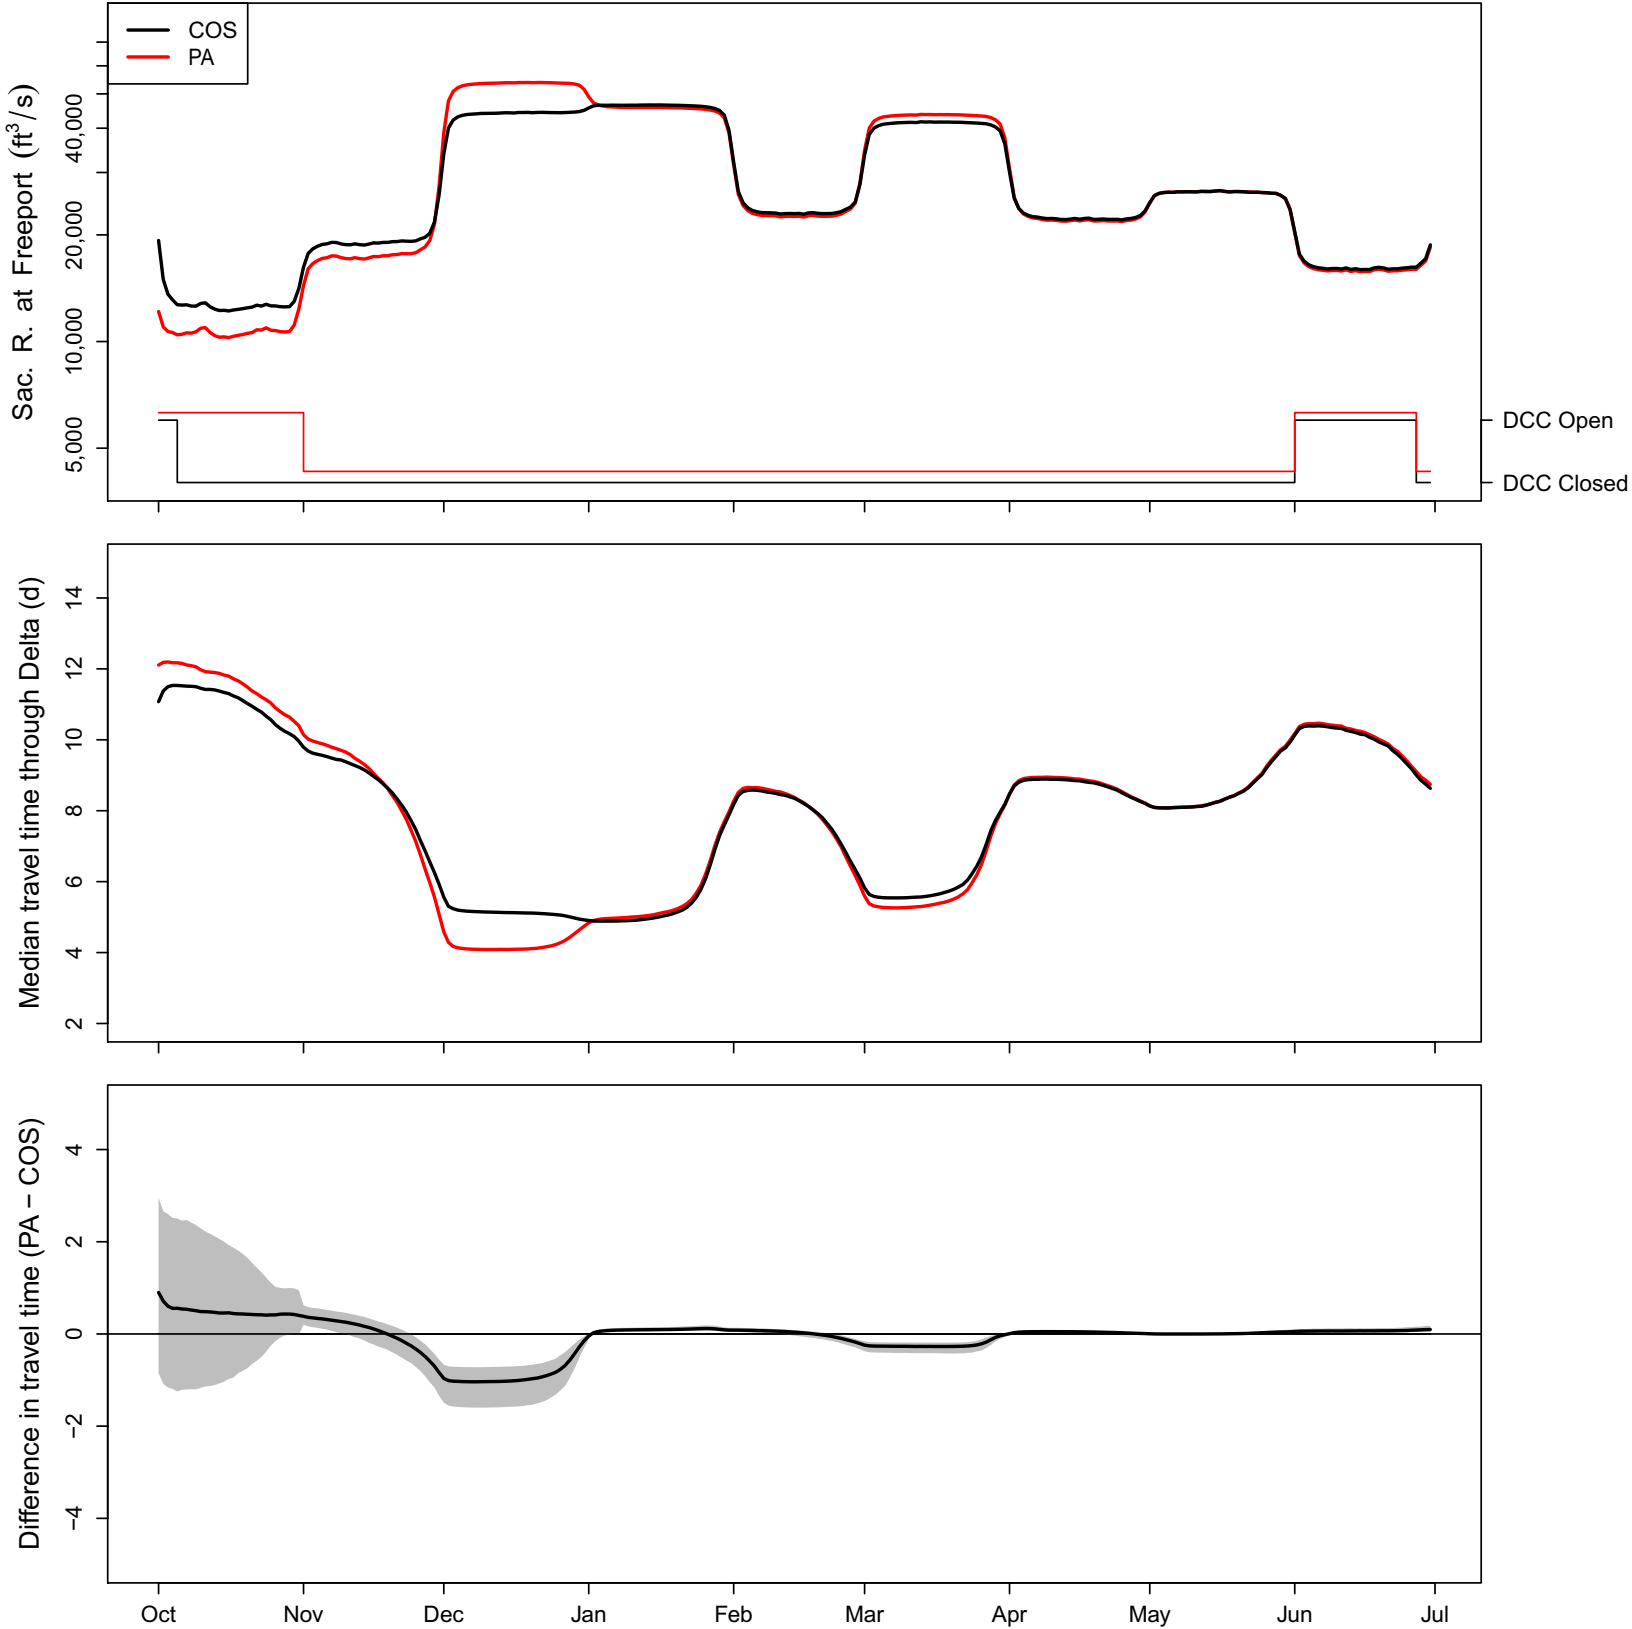 COS
PA
Sac. R. at Freeport (ft³/s)
40,000
20,000
10,000
5,000
DCC Open
DCC Closed
Median travel time through Delta (d)
14
12
10
8
6
4
2
Difference in travel time (PA − COS)
4
2
0
−2
−4
Oct Nov Dec Jan Feb Mar Apr May Jun Jul